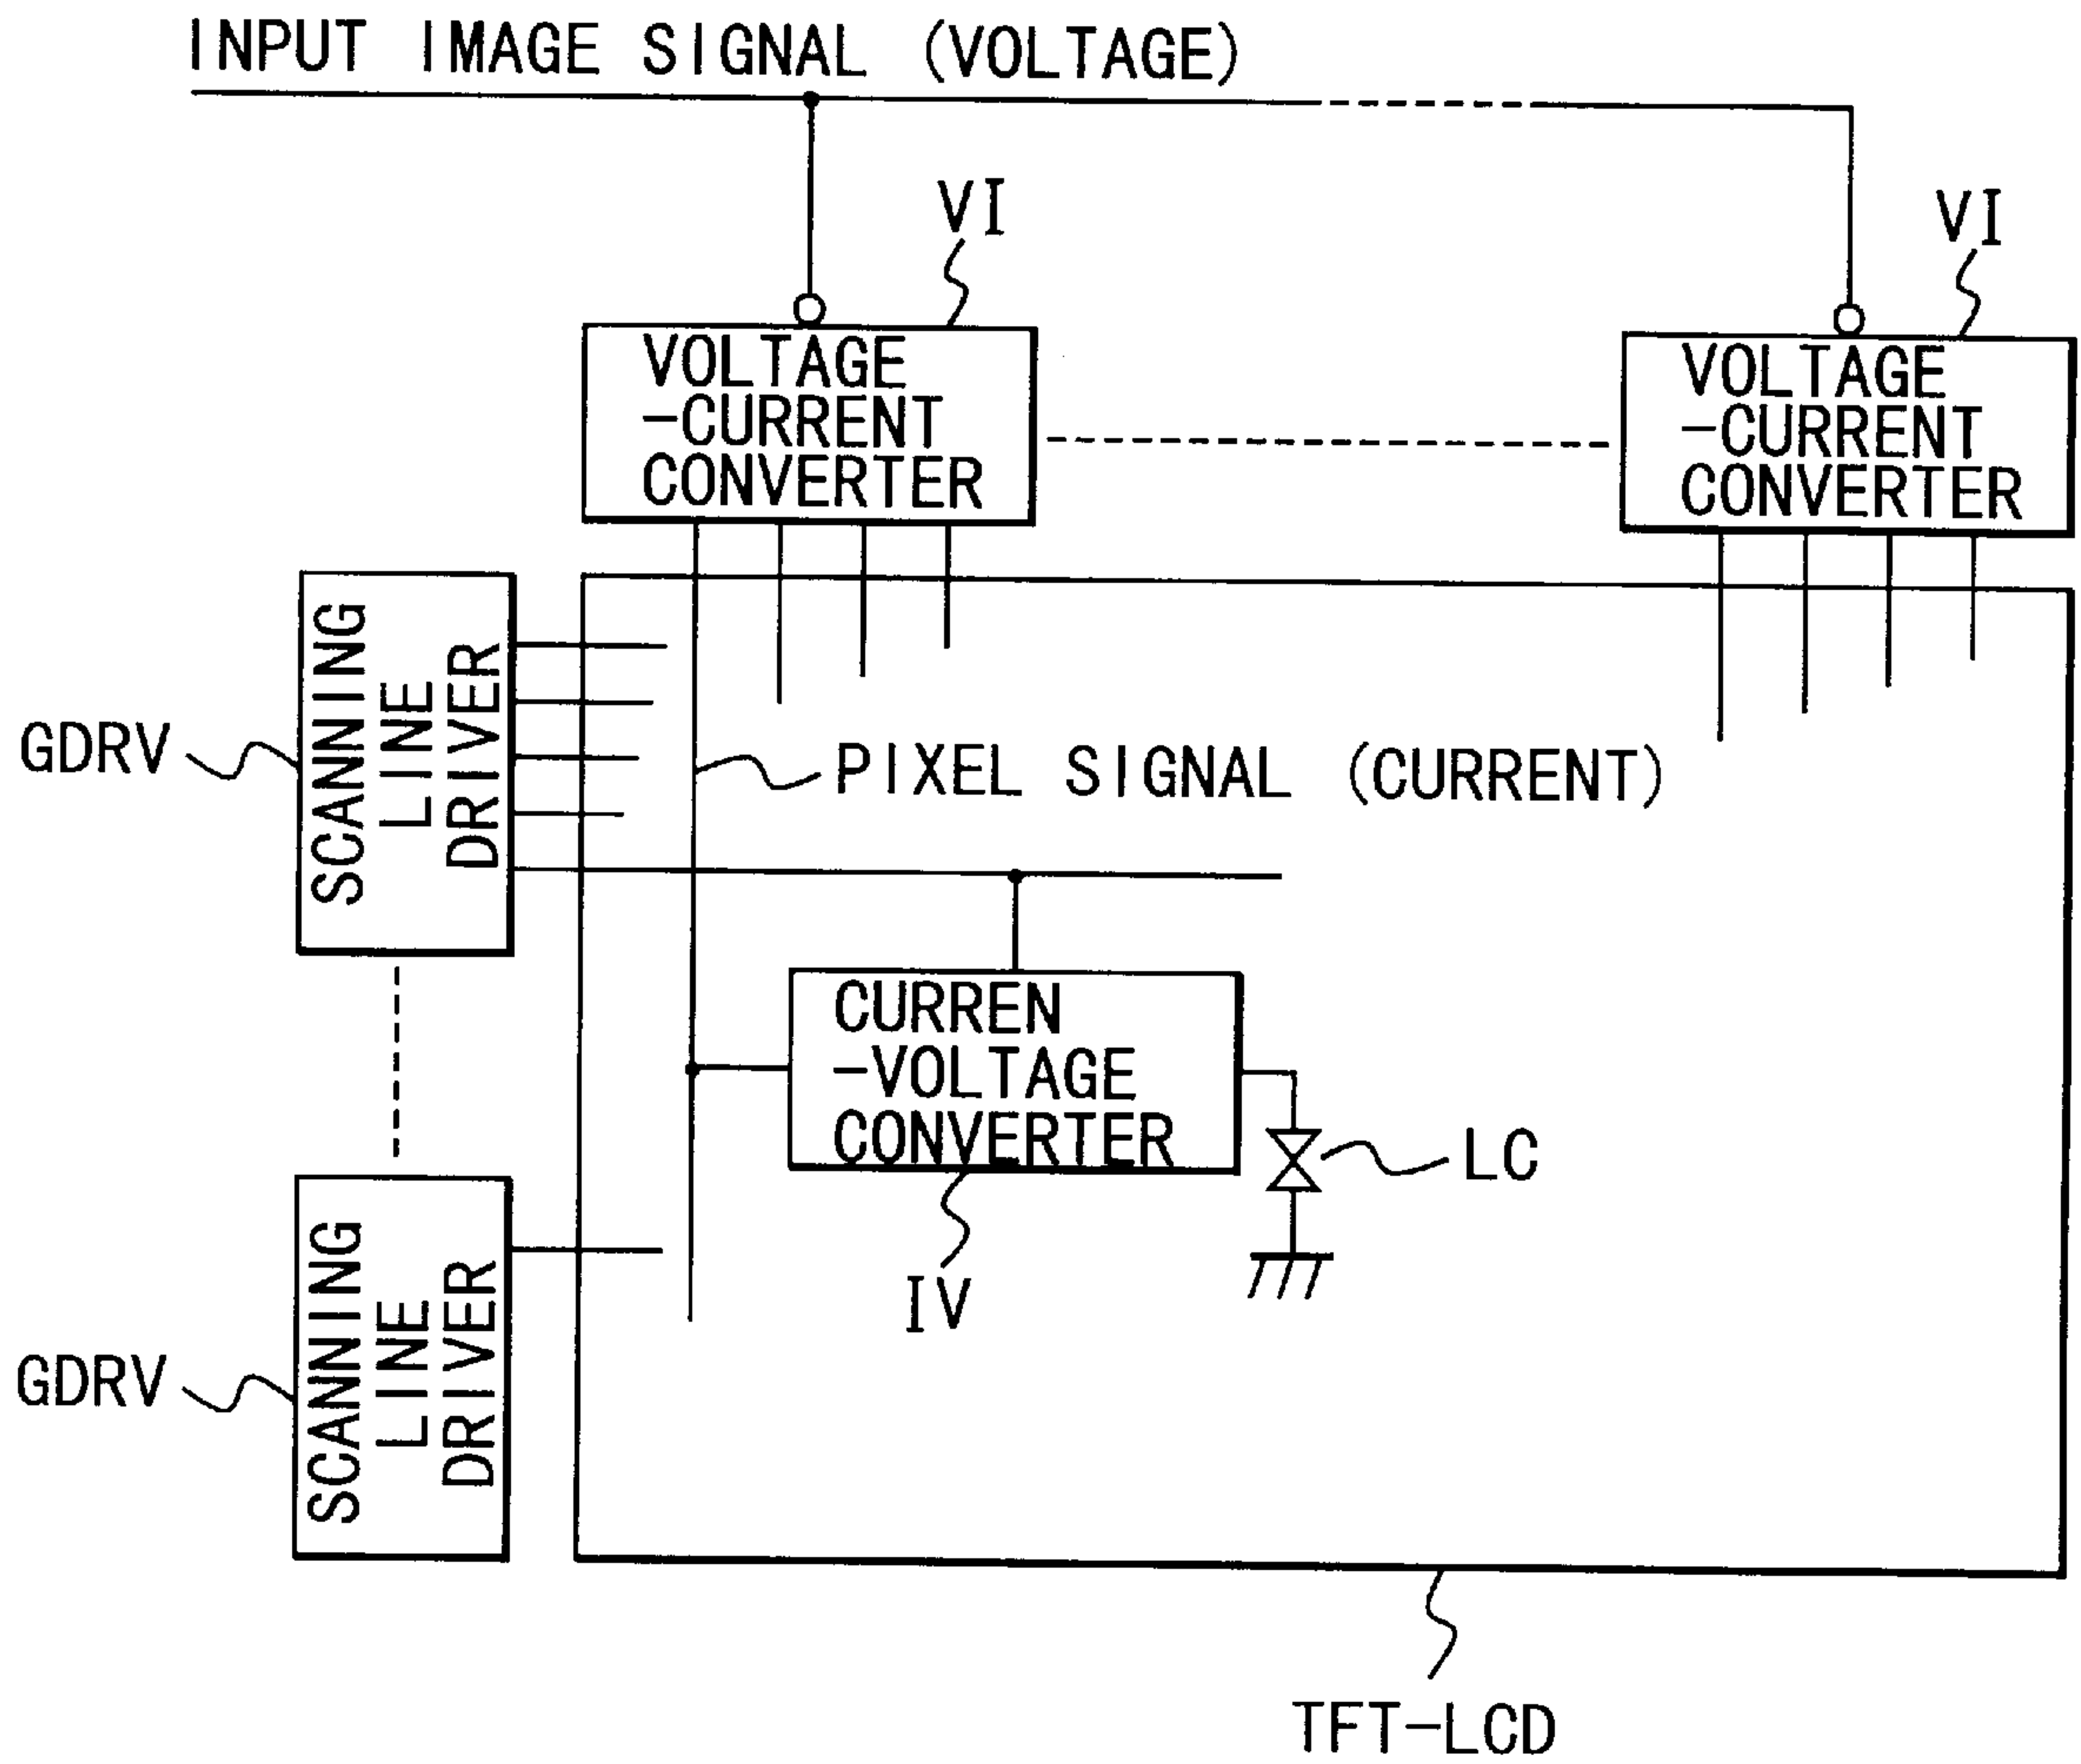 INPUT IMAGE SIGNAL (VOLTAGE)
VI
VI
VOLTAGE
-CURRENT
CONVERTER
VOLTAGE
-CURRENT
CONVERTER
GDRV
SCANNING
LINE
DRIVER
PIXEL SIGNAL (CURRENT)
CURREN
-VOLTAGE
CONVERTER
LC
IV
GDRV
SCANNING
LINE
DRIVER
TFT-LCD